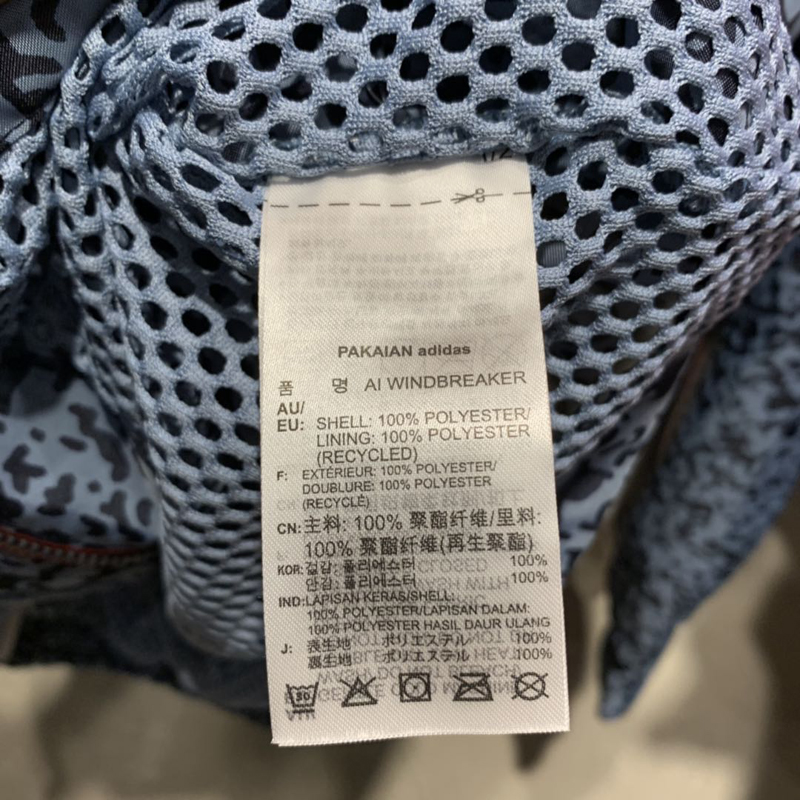 PAKAIAN adidas
품 명 AI WINDBREAKER
AU/
EU: SHELL: 100% POLYESTER/
LINING: 100% POLYESTER
(RECYCLED)
F: EXTÉRIEUR: 100% POLYESTER/
DOUBLURE: 100% POLYESTER
(RECYCLÉ)
CN: 主料: 100% 聚酯纤维/里料:
100% 聚酯纤维(再生聚酯)
KOR: 겉감 폴리에스터 100%
안감 폴리에스터 100%
IND: LAPISAN KERAS/SHELL:
100% POLYESTER/LAPISAN DALAM:
100% POLYESTER HASIL DAUR ULANG
J: 表生地 ポリエステル 100%
裏生地 ポリエステル 100%
30